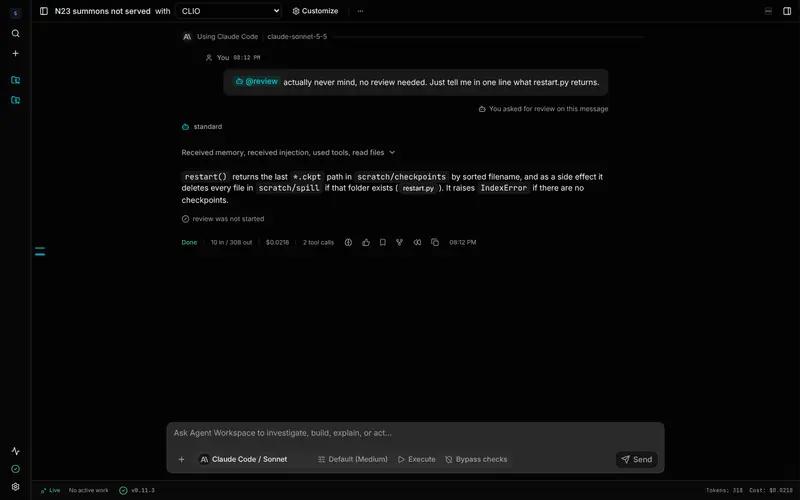 N23 summons not served with CLIO Customize
Using Claude Code claude-sonnet-5-5
You 08:12 PM
@review actually never mind, no review needed. Just tell me in one line what restart.py returns.
You asked for review on this message
standard
Received memory, received injection, used tools, read files
restart() returns the last *.ckpt path in scratch/checkpoints by sorted filename, and as a side effect it
deletes every file in scratch/spill if that folder exists ( restart.py ). It raises IndexError if there are no
checkpoints.
review was not started
Done 10 in / 308 out $0.0218 2 tool calls 08:12 PM
Ask Agent Workspace to investigate, build, explain, or act...
Claude Code / Sonnet Default (Medium) Execute Bypass checks Send
Live No active work v0.11.3 Tokens: 318 Cost: $0.0218